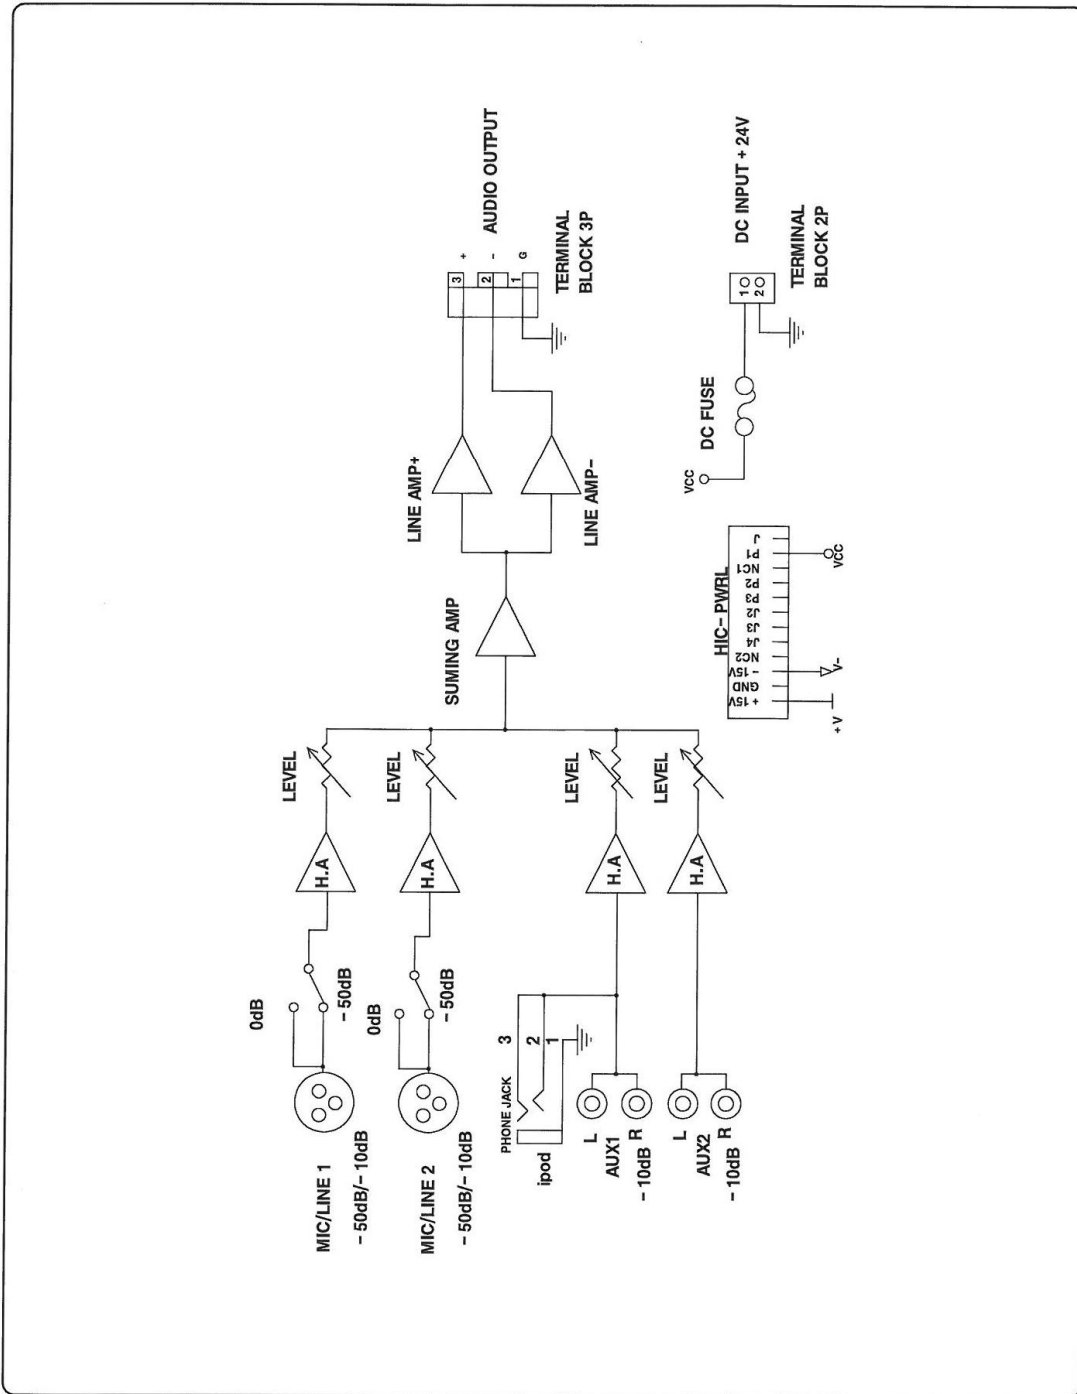 MIC/LINE 1
– 50dB/– 10dB
0dB
– 50dB
H.A
LEVEL
MIC/LINE 2
– 50dB/– 10dB
0dB
– 50dB
H.A
LEVEL
PHONE JACK
3
2
1
ipod
L
AUX1
R
– 10dB
H.A
LEVEL
L
AUX2
R
– 10dB
H.A
LEVEL
SUMING AMP
LINE AMP+
LINE AMP–
3
+
2
-
1
G
AUDIO OUTPUT
TERMINAL
BLOCK 3P
HIC– PWRL
+ 15V
GND
– 15V
NC2
J4
J3
J2
P3
P2
NC1
P1
J
+V
V–
VCC
VCC
DC FUSE
1
2
DC INPUT + 24V
TERMINAL
BLOCK 2P